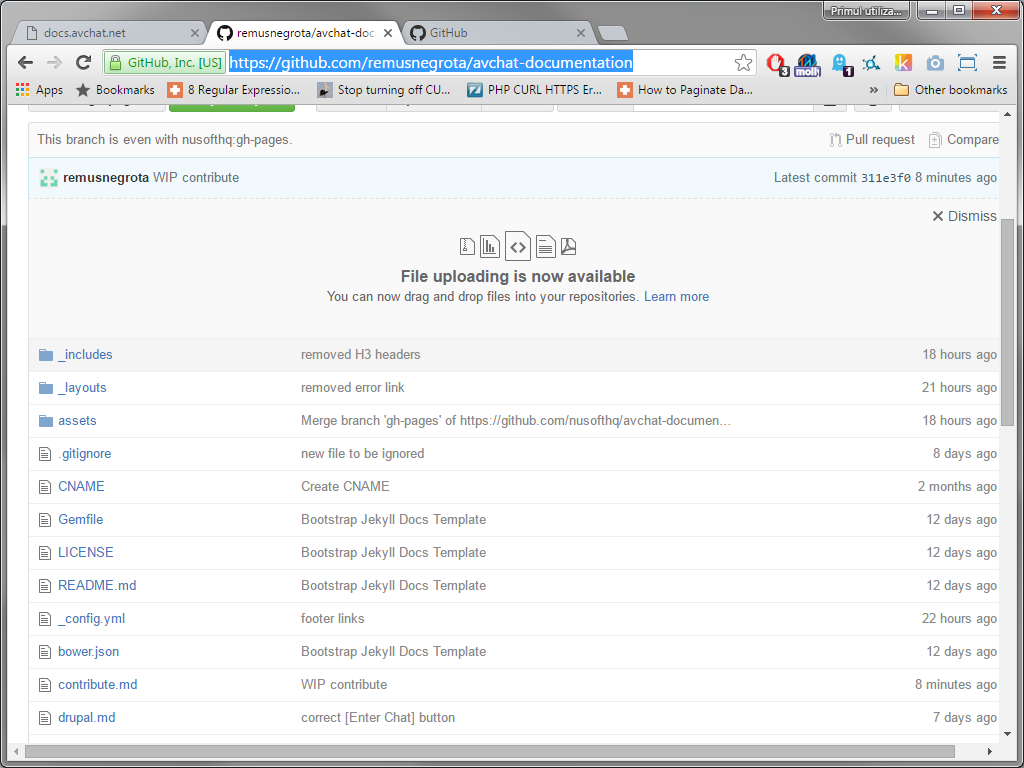 Primul utiliza...
docs.avchat.net
remusnegrota/avchat-doc
GitHub
GitHub, Inc. [US]
https://github.com/remusnegrota/avchat-documentation
3
1
Apps
Bookmarks
8 Regular Expressio...
Stop turning off CU...
PHP CURL HTTPS Er...
How to Paginate Da...
»
Other bookmarks
This branch is even with nusofthq:gh-pages.
Pull request
Compare
remusnegrota WIP contribute
Latest commit 311e3f0 8 minutes ago
Dismiss
File uploading is now available
You can now drag and drop files into your repositories. Learn more
_includes removed H3 headers 18 hours ago
_layouts removed error link 21 hours ago
assets Merge branch 'gh-pages' of https://github.com/nusofthq/avchat-documen... 18 hours ago
.gitignore new file to be ignored 8 days ago
CNAME Create CNAME 2 months ago
Gemfile Bootstrap Jekyll Docs Template 12 days ago
LICENSE Bootstrap Jekyll Docs Template 12 days ago
README.md Bootstrap Jekyll Docs Template 12 days ago
_config.yml footer links 22 hours ago
bower.json Bootstrap Jekyll Docs Template 12 days ago
contribute.md WIP contribute 8 minutes ago
drupal.md correct [Enter Chat] button 7 days ago